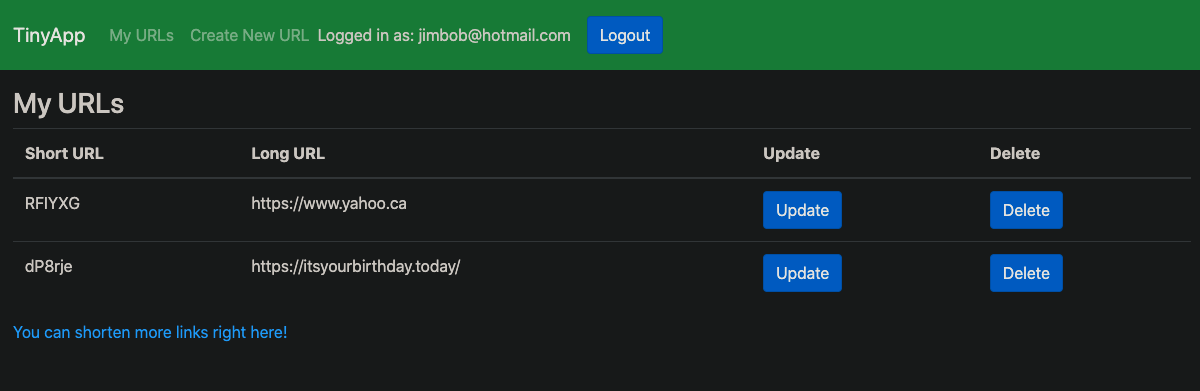 TinyApp My URLs Create New URL Logged in as: jimbob@hotmail.com Logout
My URLs
Short URL Long URL Update Delete
RFIYXG https://www.yahoo.ca Update Delete
dP8rje https://itsyourbirthday.today/ Update Delete
You can shorten more links right here!